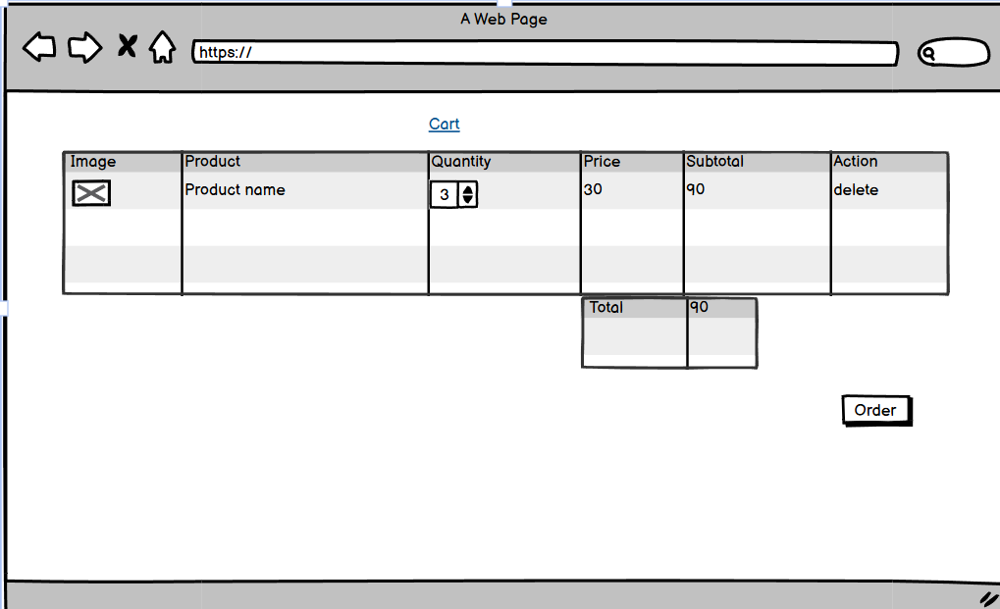 A Web Page
https://
Cart
Image Product Quantity Price Subtotal Action
Product name 3 30 90 delete
Total 90
Order